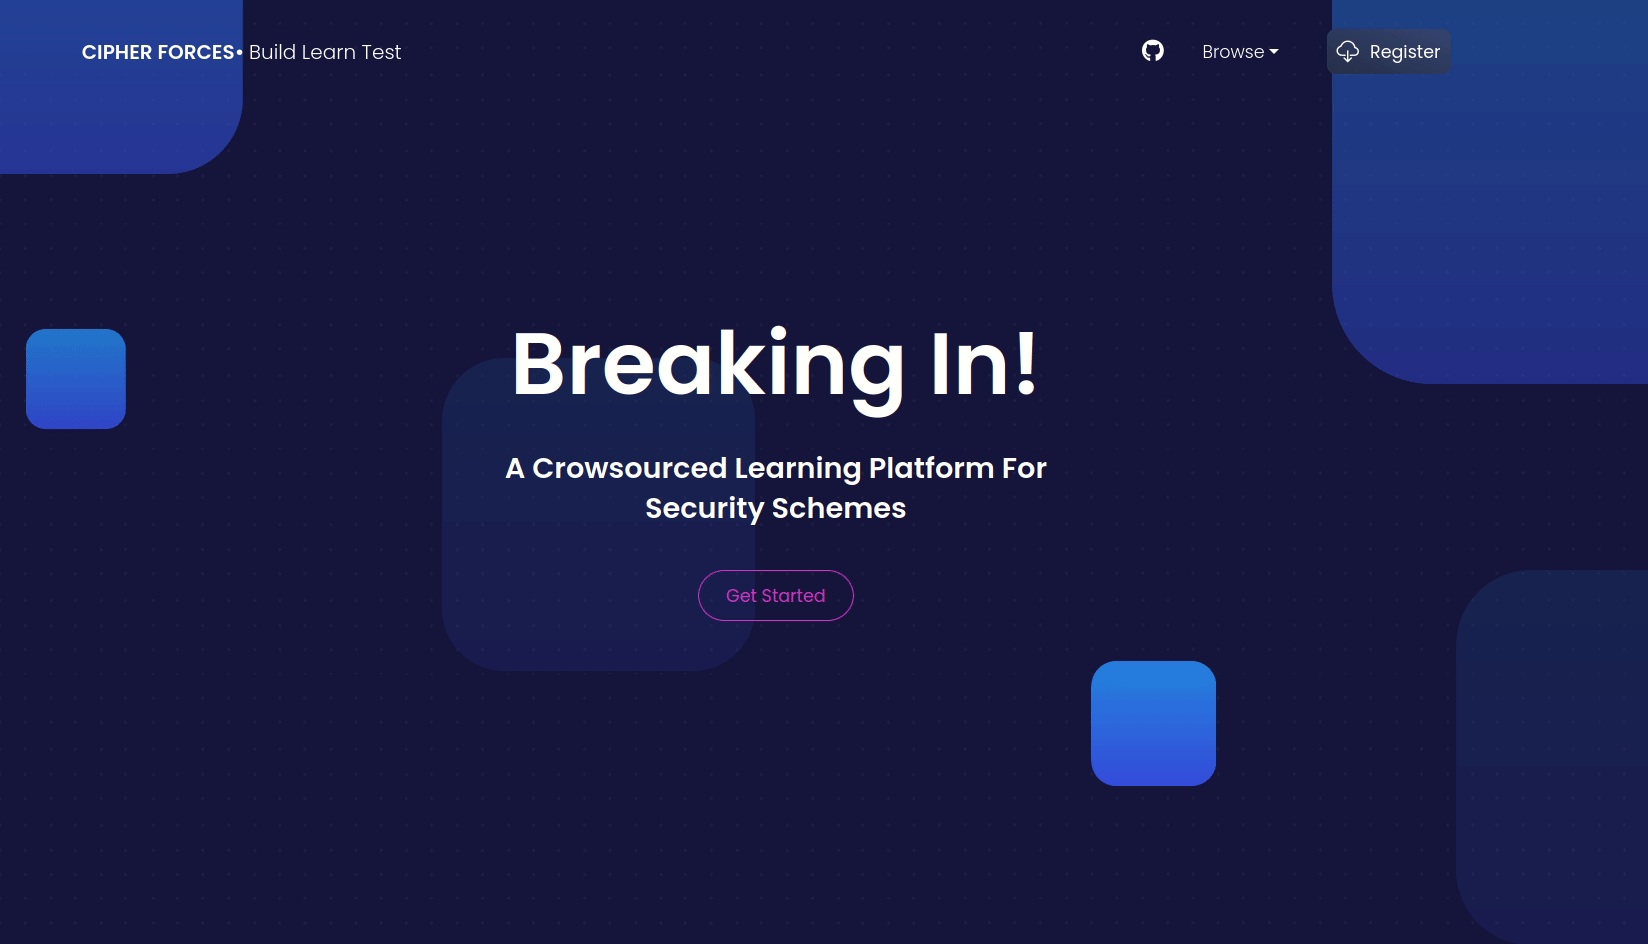 CIPHER FORCES• Build Learn Test
Browse
Register
Breaking In!
A Crowsourced Learning Platform For
Security Schemes
Get Started